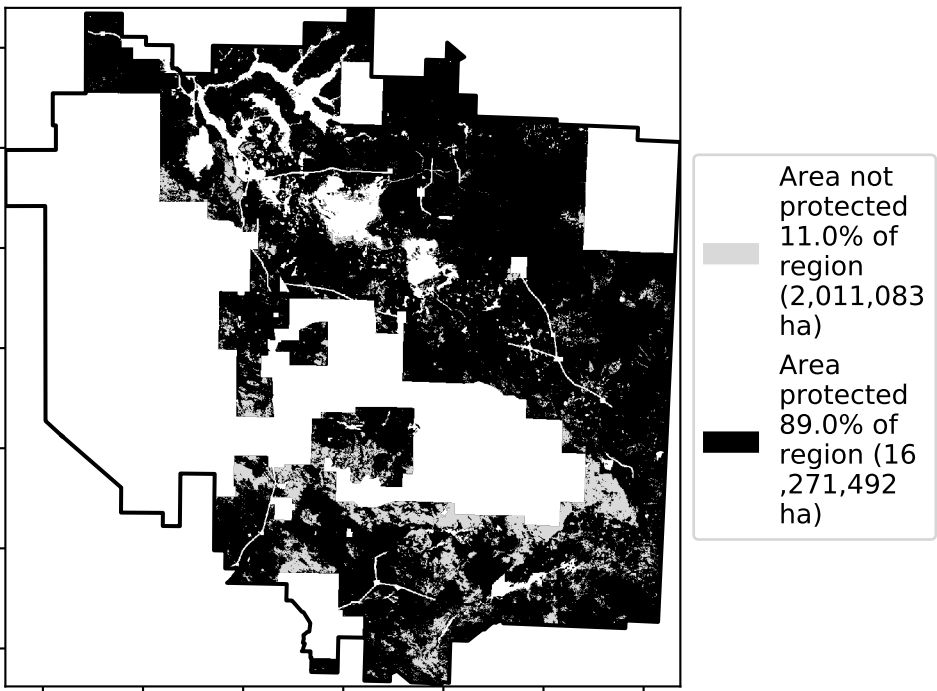 Area not
protected
11.0% of
region
(2,011,083
ha)
Area
protected
89.0% of
region (16
,271,492
ha)